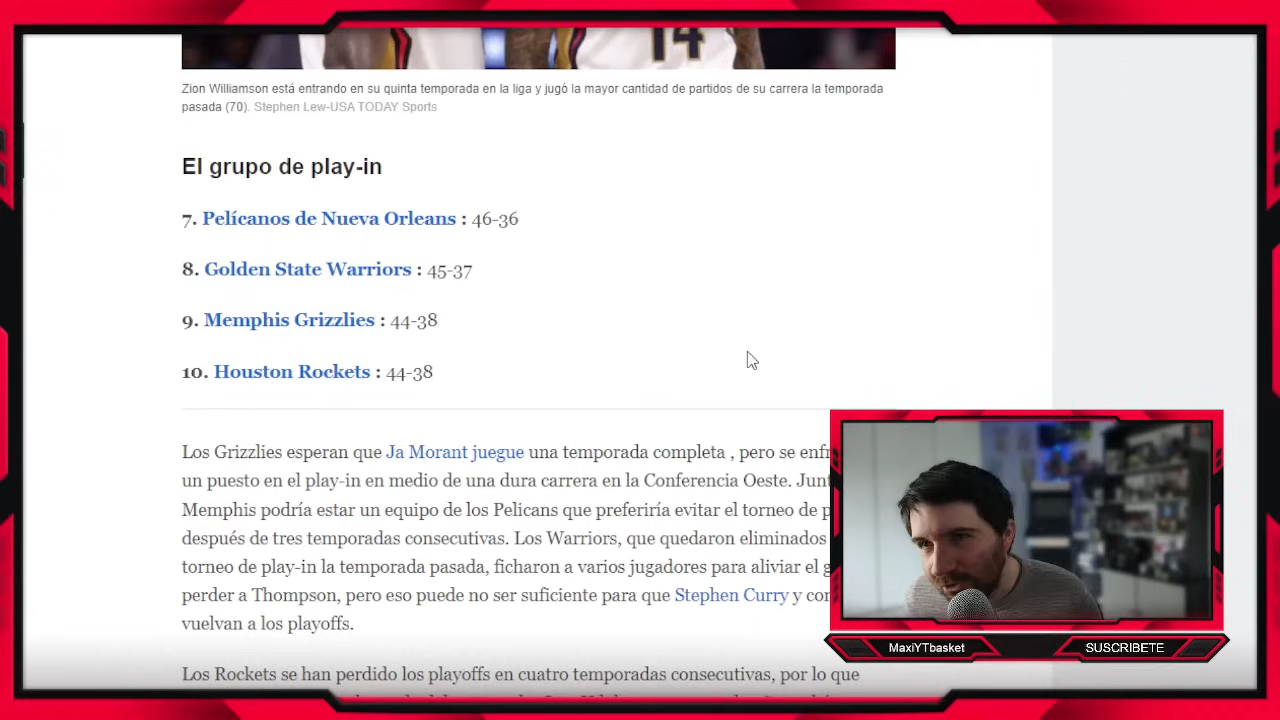 14
Zion Williamson está entrando en su quinta temporada en la liga y jugó la mayor cantidad de partidos de su carrera la temporada
pasada (70). Stephen Lew-USA TODAY Sports
El grupo de play-in
7. Pelícanos de Nueva Orleans : 46-36
8. Golden State Warriors : 45-37
9. Memphis Grizzlies : 44-38
10. Houston Rockets : 44-38
Los Grizzlies esperan que Ja Morant juegue una temporada completa , pero se enfr
un puesto en el play-in en medio de una dura carrera en la Conferencia Oeste. Jun
Memphis podría estar un equipo de los Pelicans que preferiría evitar el torneo de p
después de tres temporadas consecutivas. Los Warriors, que quedaron eliminados
torneo de play-in la temporada pasada, ficharon a varios jugadores para aliviar el g
perder a Thompson, pero eso puede no ser suficiente para que Stephen Curry y co
vuelvan a los playoffs.
Los Rockets se han perdido los playoffs en cuatro temporadas consecutivas, por lo que
MaxiYTbasket
SUSCRIBETE